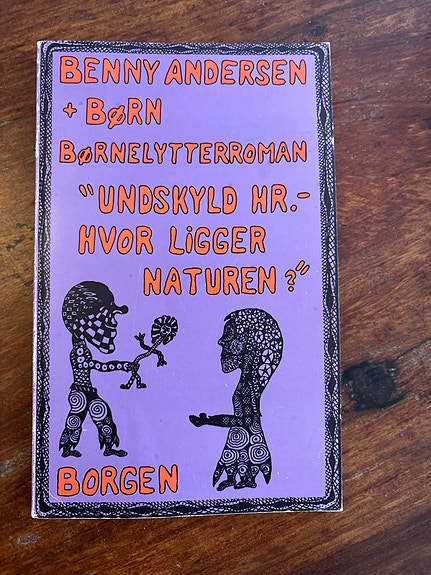 BENNY ANDERSEN
+ BØRN
BØRNELYTTERROMAN
"UNDSKYLD HR.-
HVOR LiGGER
NATUREN?"
BORGEN